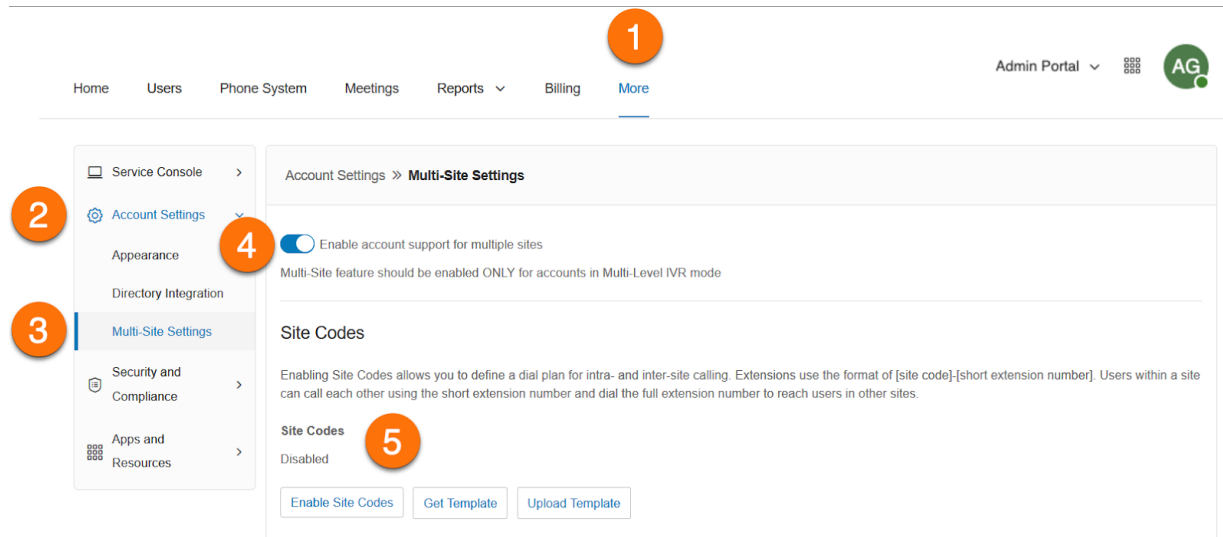 1
Admin Portal
AG
Home Users Phone System Meetings Reports Billing More
Service Console
Account Settings » Multi-Site Settings
2
Account Settings
4
Enable account support for multiple sites
Appearance
Multi-Site feature should be enabled ONLY for accounts in Multi-Level IVR mode
Directory Integration
3
Multi-Site Settings
Site Codes
Security and
Compliance
Enabling Site Codes allows you to define a dial plan for intra- and inter-site calling. Extensions use the format of [site code]-[short extension number]. Users within a site
can call each other using the short extension number and dial the full extension number to reach users in other sites.
Apps and
Resources
Site Codes
5
Disabled
Enable Site Codes Get Template Upload Template